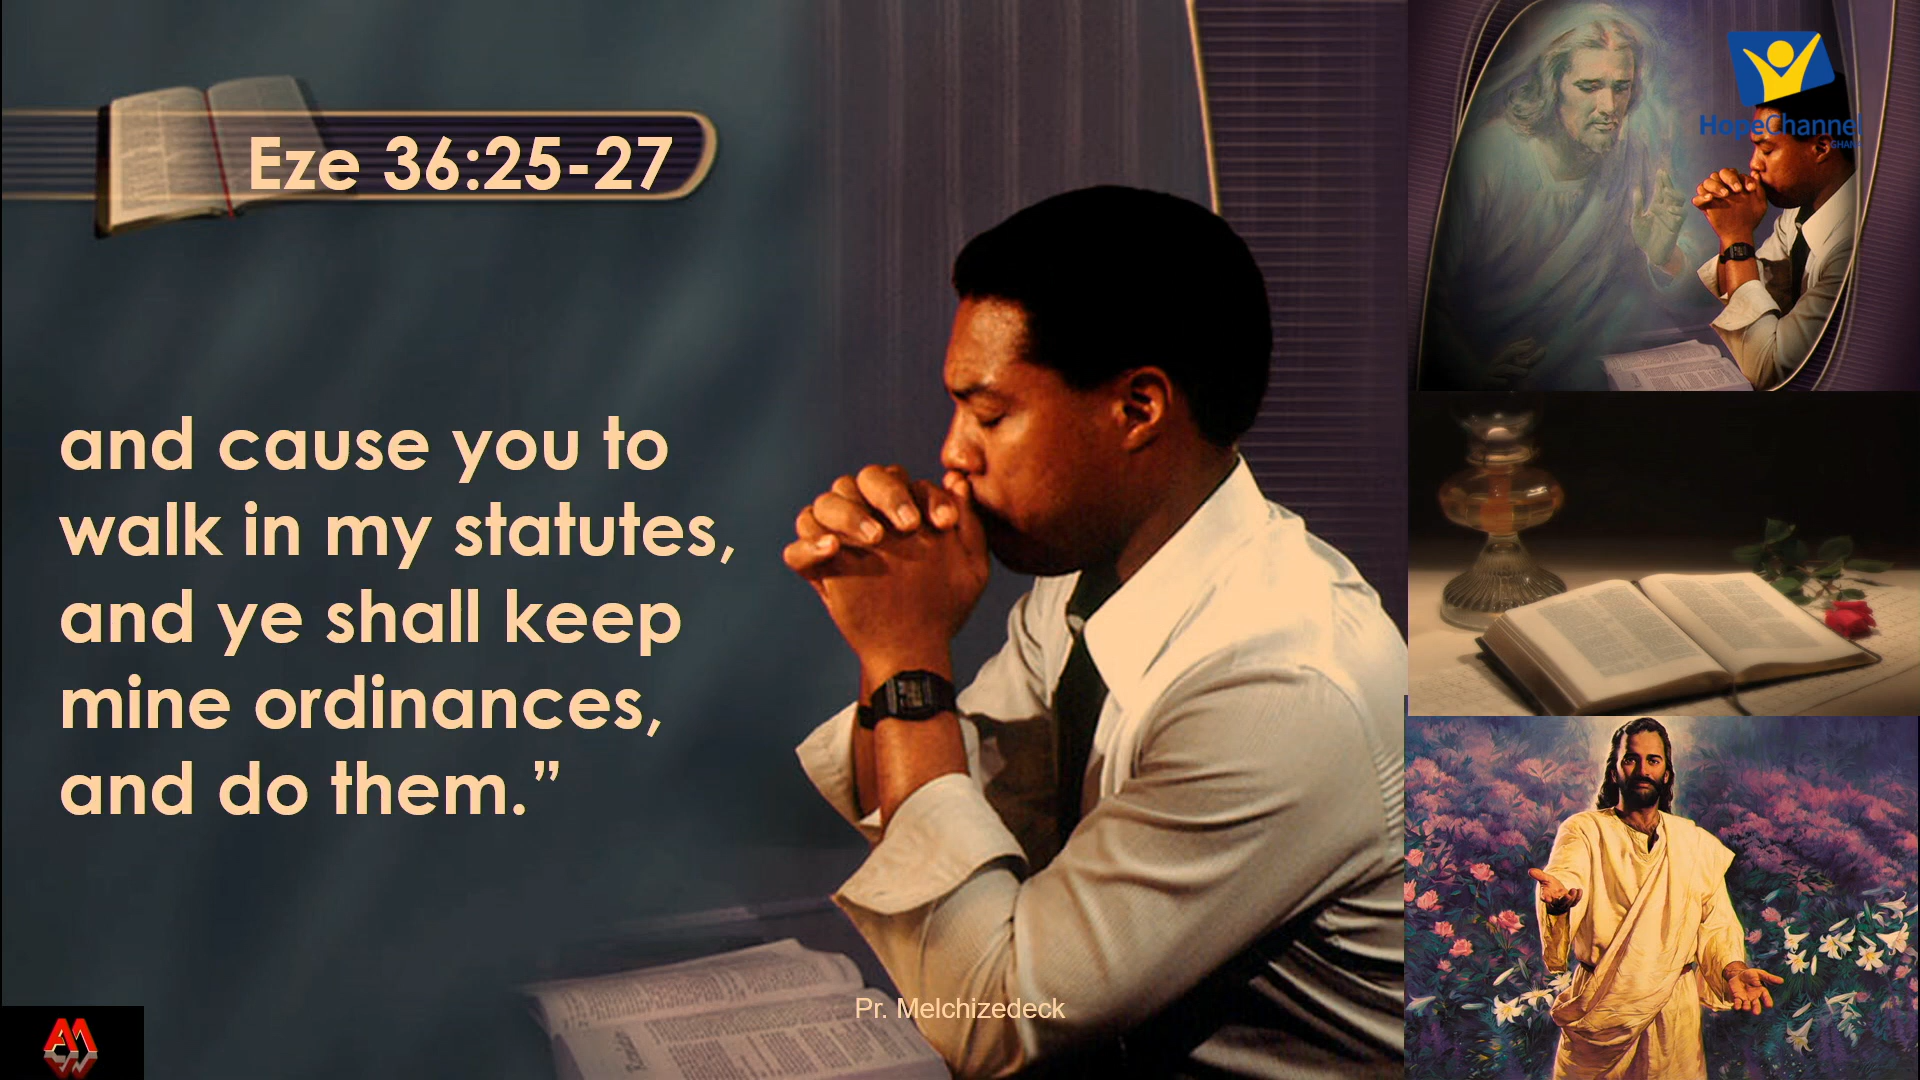 Eze 36:25-27
HopeChannel
GHANA
and cause you to
walk in my statutes,
and ye shall keep
mine ordinances,
and do them.”
Pr. Melchizedeck